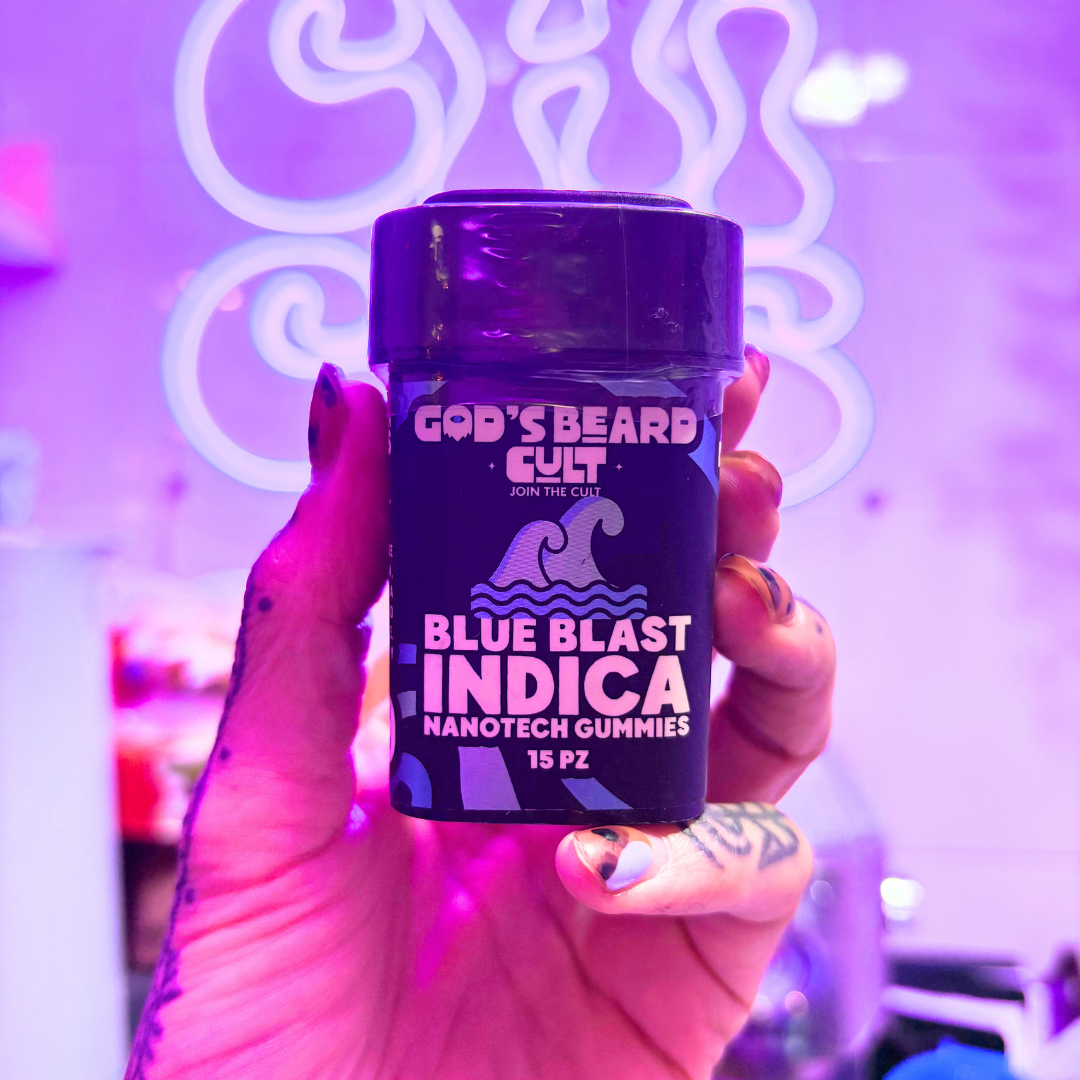 GOD'S BEARD
CULT
JOIN THE CULT
BLUE BLAST
INDICA
NANOTECH GUMMIES
15 PZ